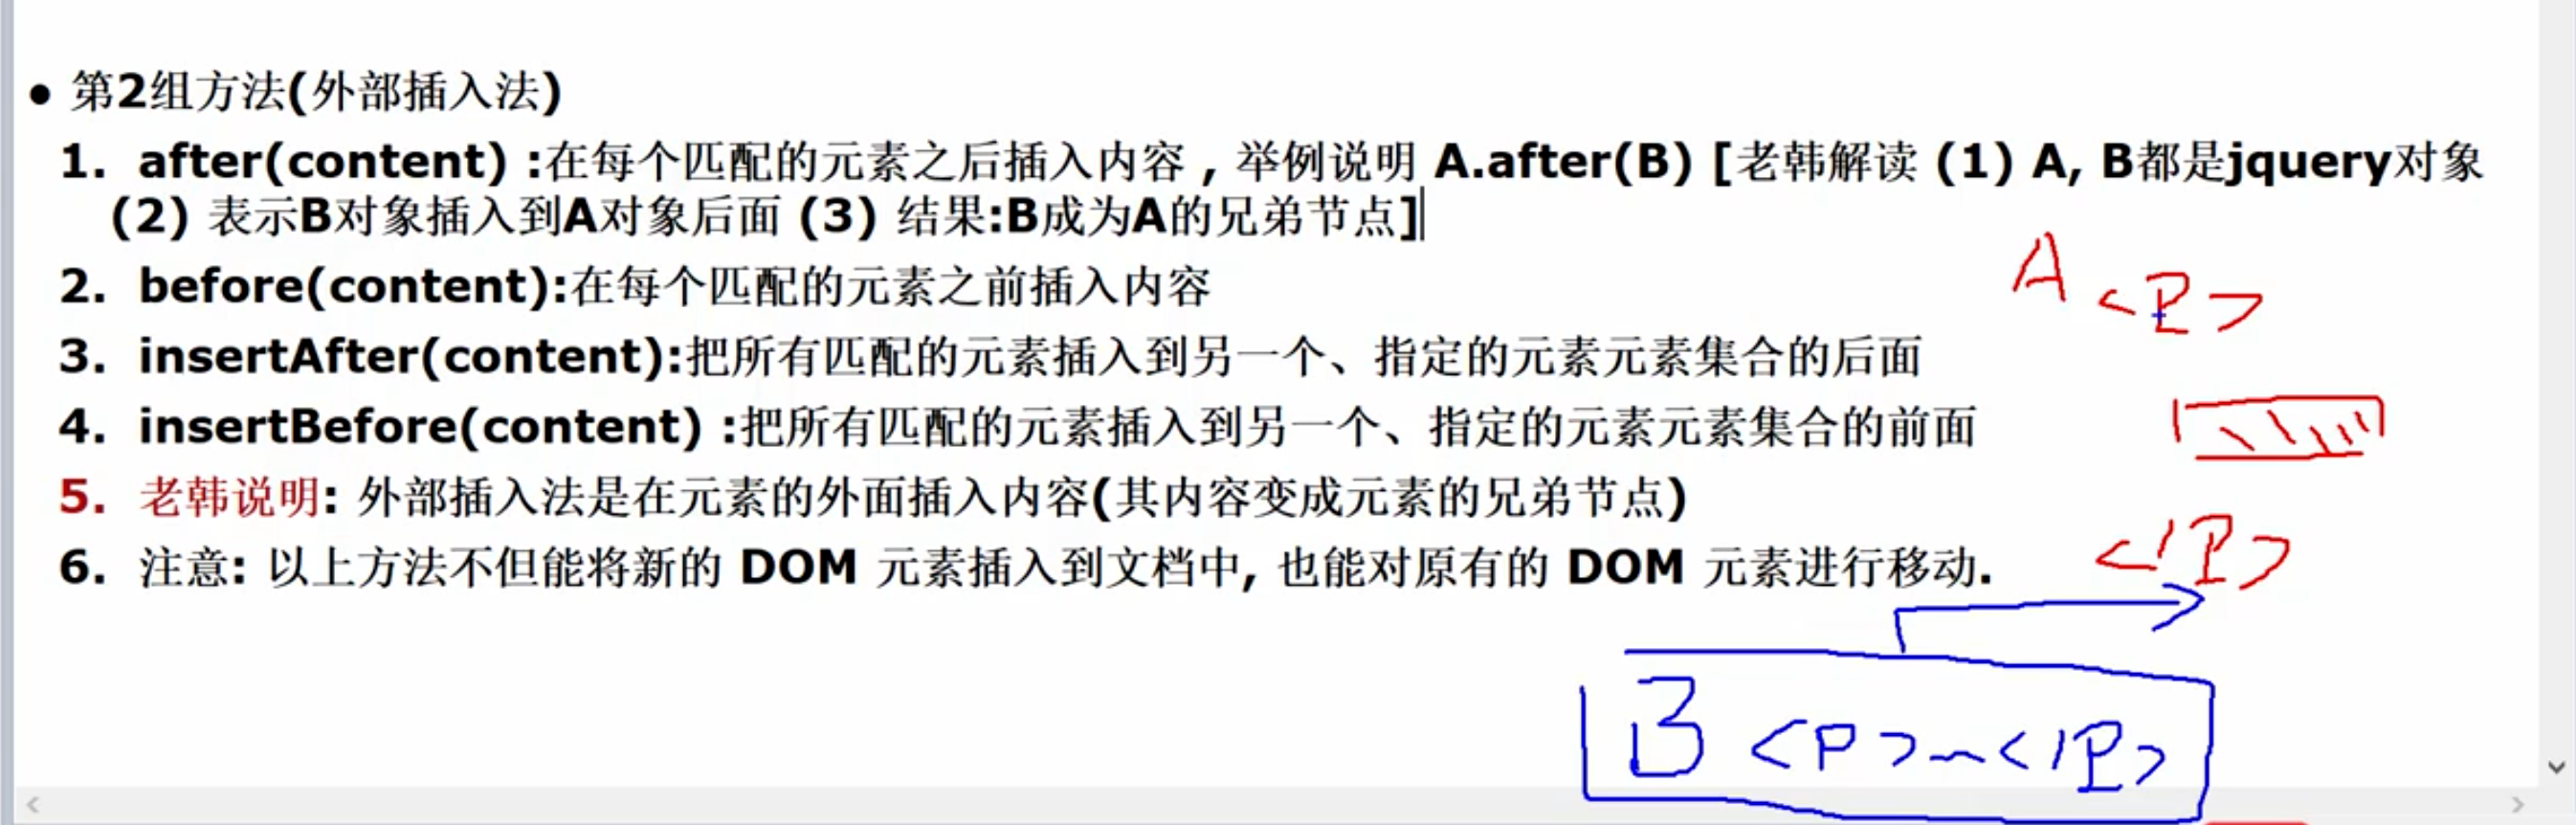 ● 第2组方法(外部插入法)
1. after(content) :在每个匹配的元素之后插入内容 , 举例说明 A.after(B) [老韩解读 (1) A, B都是jquery对象
(2) 表示B对象插入到A对象后面 (3) 结果:B成为A的兄弟节点]
2. before(content):在每个匹配的元素之前插入内容
3. insertAfter(content):把所有匹配的元素插入到另一个、指定的元素元素集合的后面
4. insertBefore(content) :把所有匹配的元素插入到另一个、指定的元素元素集合的前面
5. 老韩说明: 外部插入法是在元素的外面插入内容(其内容变成元素的兄弟节点)
6. 注意: 以上方法不但能将新的 DOM 元素插入到文档中, 也能对原有的 DOM 元素进行移动.
A <P>
</P>
B <P>~</P>